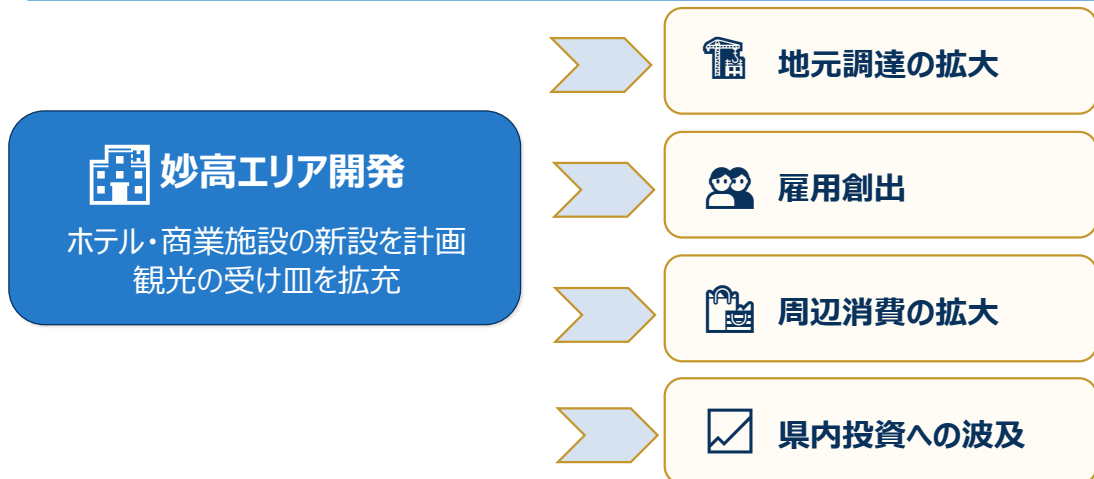 地元調達の拡大
妙高エリア開発
ホテル・商業施設の新設を計画
観光の受け皿を拡充
雇用創出
周辺消費の拡大
県内投資への波及